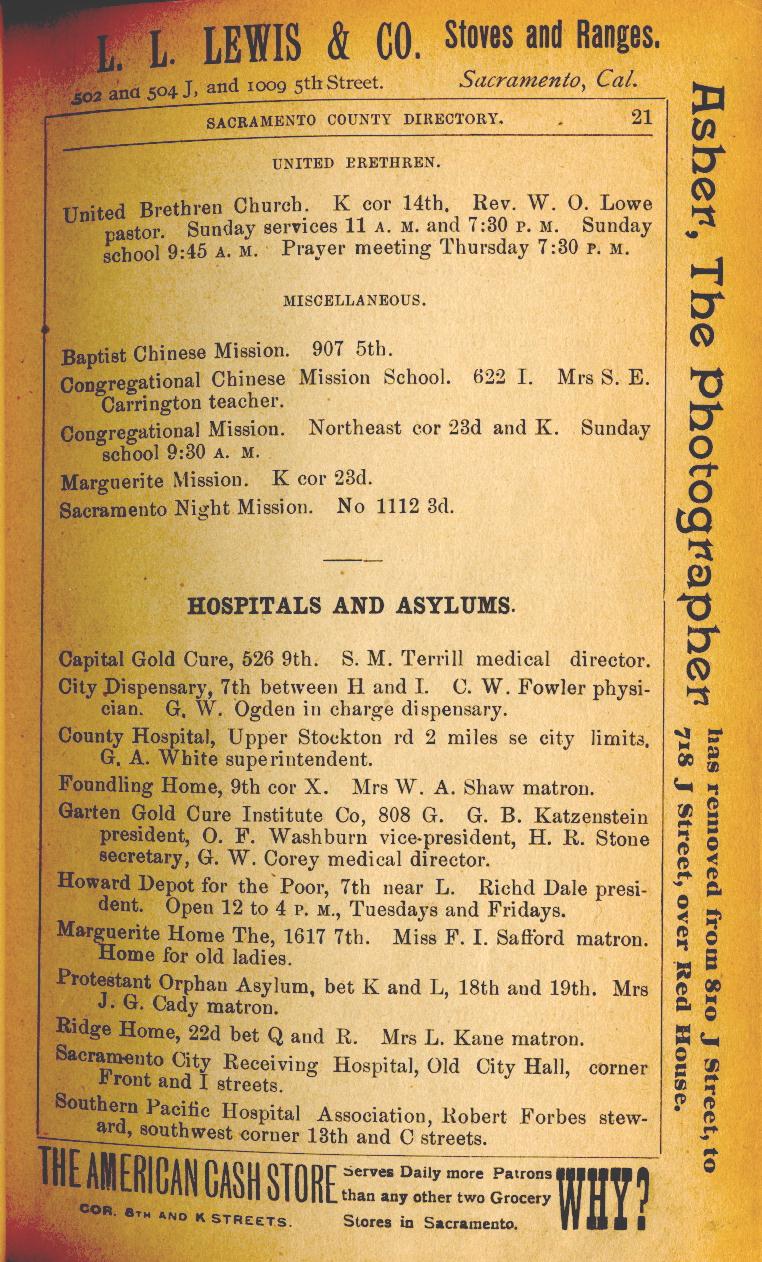 L. L. LEWIS & CO. Stoves and Ranges.
502 and 504 J, and 1009 5th Street. Sacramento, Cal.
SACRAMENTO COUNTY DIRECTORY. 21
UNITED BRETHREN.
United Brethren Church. K cor 14th. Rev. W. O. Lowe
pastor. Sunday services 11 A. M. and 7:30 P. M. Sunday
school 9:45 A. M. Prayer meeting Thursday 7:30 P. M.
MISCELLANEOUS.
Baptist Chinese Mission. 907 5th.
Congregational Chinese Mission School. 622 I. Mrs S. E.
Carrington teacher.
Congregational Mission. Northeast cor 23d and K. Sunday
school 9:30 A. M.
Marguerite Mission. K cor 23d.
Sacramento Night Mission. No 1112 3d.
HOSPITALS AND ASYLUMS.
Capital Gold Cure, 526 9th. S. M. Terrill medical director.
City Dispensary, 7th between H and I. C. W. Fowler physi-
cian. G. W. Ogden in charge dispensary.
County Hospital, Upper Stockton rd 2 miles se city limits.
G. A. White superintendent.
Foundling Home, 9th cor X. Mrs W. A. Shaw matron.
Garten Gold Cure Institute Co, 808 G. G. B. Katzenstein
president, O. F. Washburn vice-president, H. R. Stone
secretary, G. W. Corey medical director.
Howard Depot for the Poor, 7th near L. Richd Dale presi-
dent. Open 12 to 4 P. M., Tuesdays and Fridays.
Marguerite Home The, 1617 7th. Miss F. I. Safford matron.
Home for old ladies.
Protestant Orphan Asylum, bet K and L, 18th and 19th. Mrs
J. G. Cady matron.
Ridge Home, 22d bet Q and R. Mrs L. Kane matron.
Sacramento City Receiving Hospital, Old City Hall, corner
Front and I streets.
Southern Pacific Hospital Association, Robert Forbes stew-
ard, southwest corner 13th and C streets.
THE AMERICAN CASH STORE
COR. 8TH AND K STREETS.
Serves Daily more Patrons
than any other two Grocery
Stores in Sacramento.
WHY?
Asher, The Photographer
has removed from 810 J Street, to
718 J Street, over Red House.